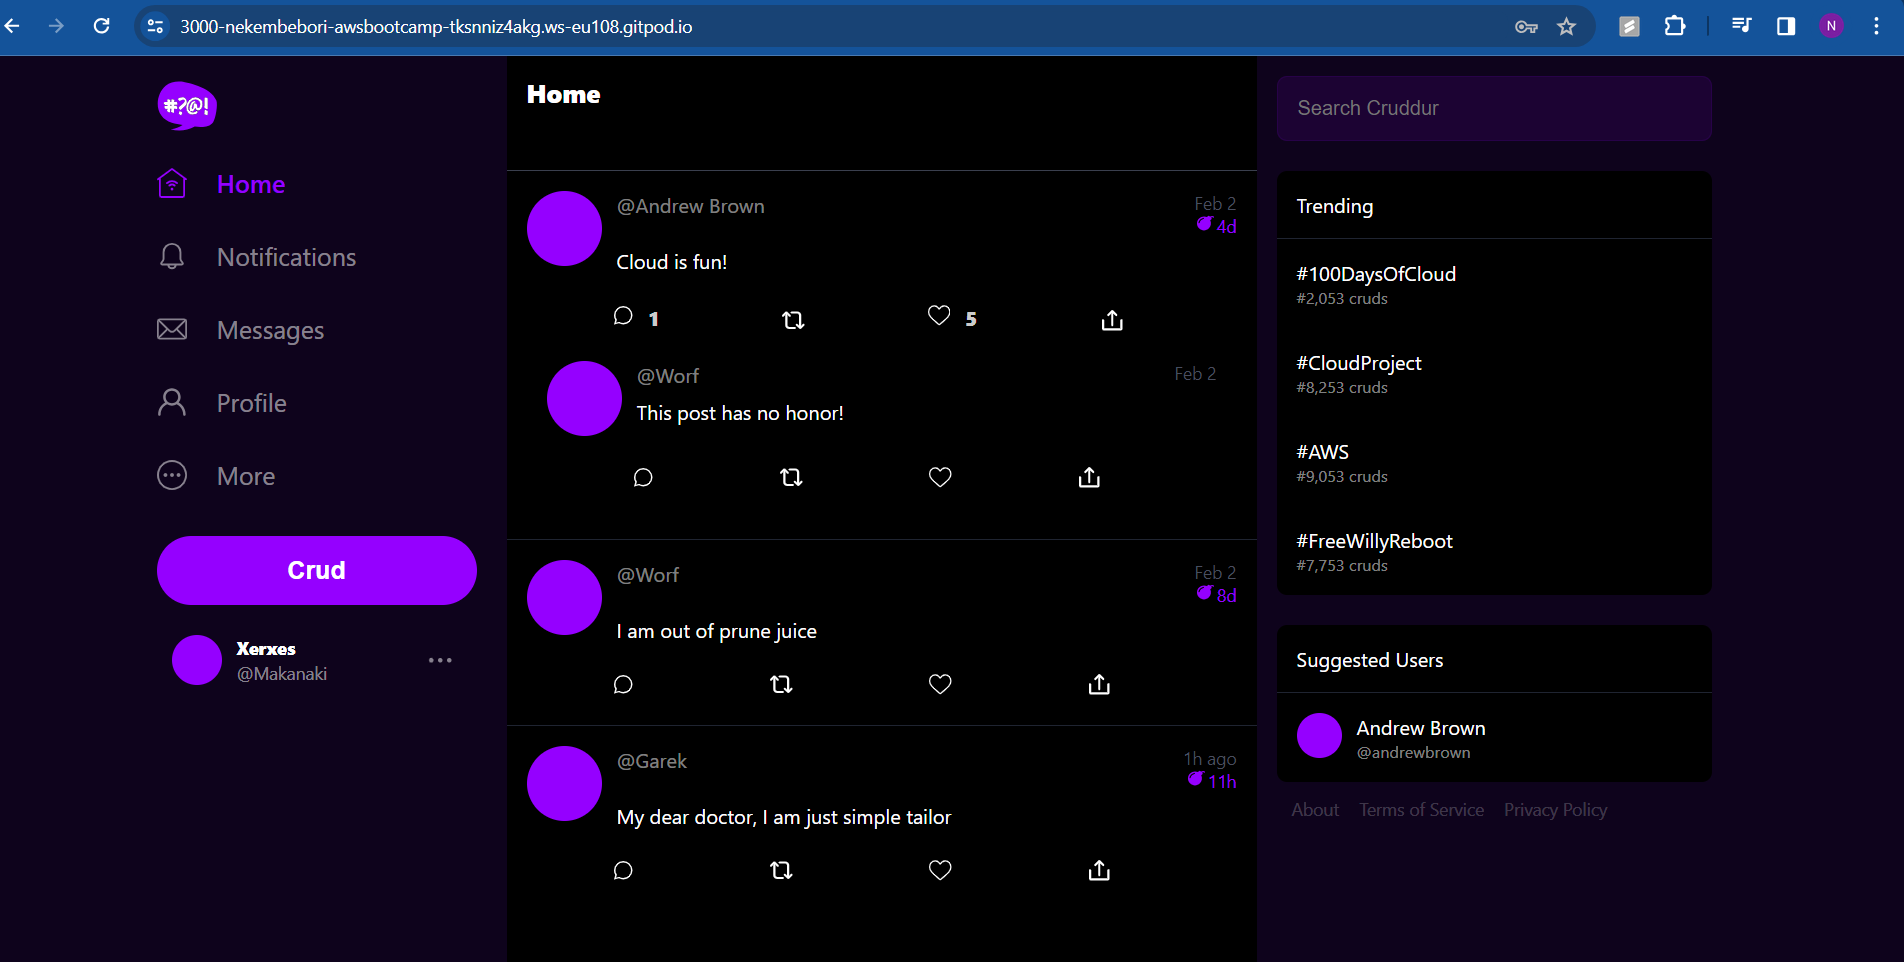 3000-nekembebori-awsbootcamp-tksnniz4akg.ws-eu108.gitpod.io
N
#?@!
Home
Notifications
Messages
Profile
More
Crud
Xerxes
@Makanaki
Home
@Andrew Brown
Feb 2
4d
Cloud is fun!
1
5
@Worf
Feb 2
This post has no honor!
@Worf
Feb 2
8d
I am out of prune juice
@Garek
1h ago
11h
My dear doctor, I am just simple tailor
Search Cruddur
Trending
#100DaysOfCloud
#2,053 cruds
#CloudProject
#8,253 cruds
#AWS
#9,053 cruds
#FreeWillyReboot
#7,753 cruds
Suggested Users
Andrew Brown
@andrewbrown
About Terms of Service Privacy Policy